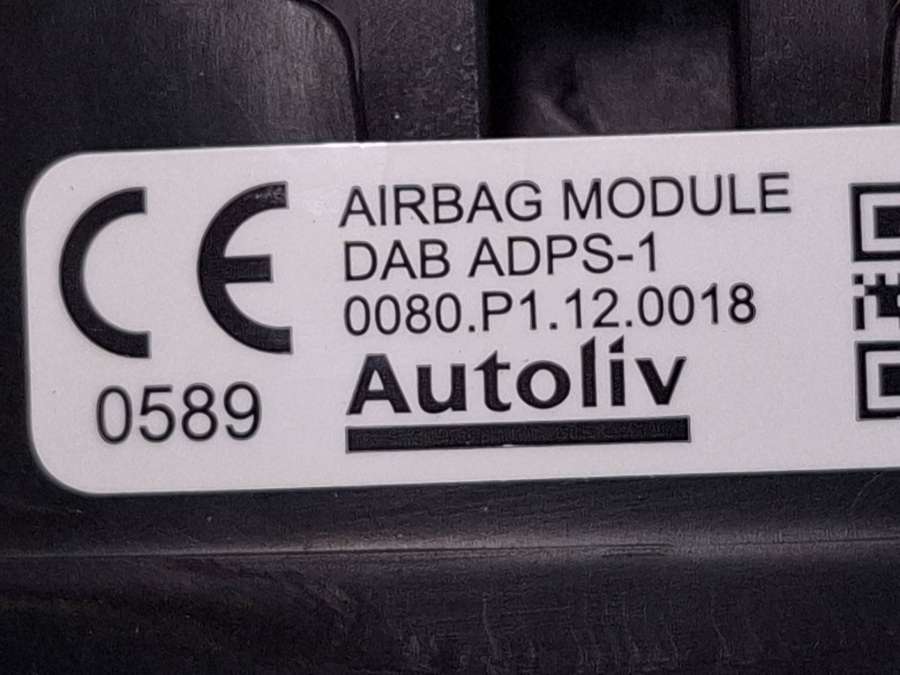 CE
0589
AIRBAG MODULE
DAB ADPS-1
0080.P1.12.0018
Autoliv